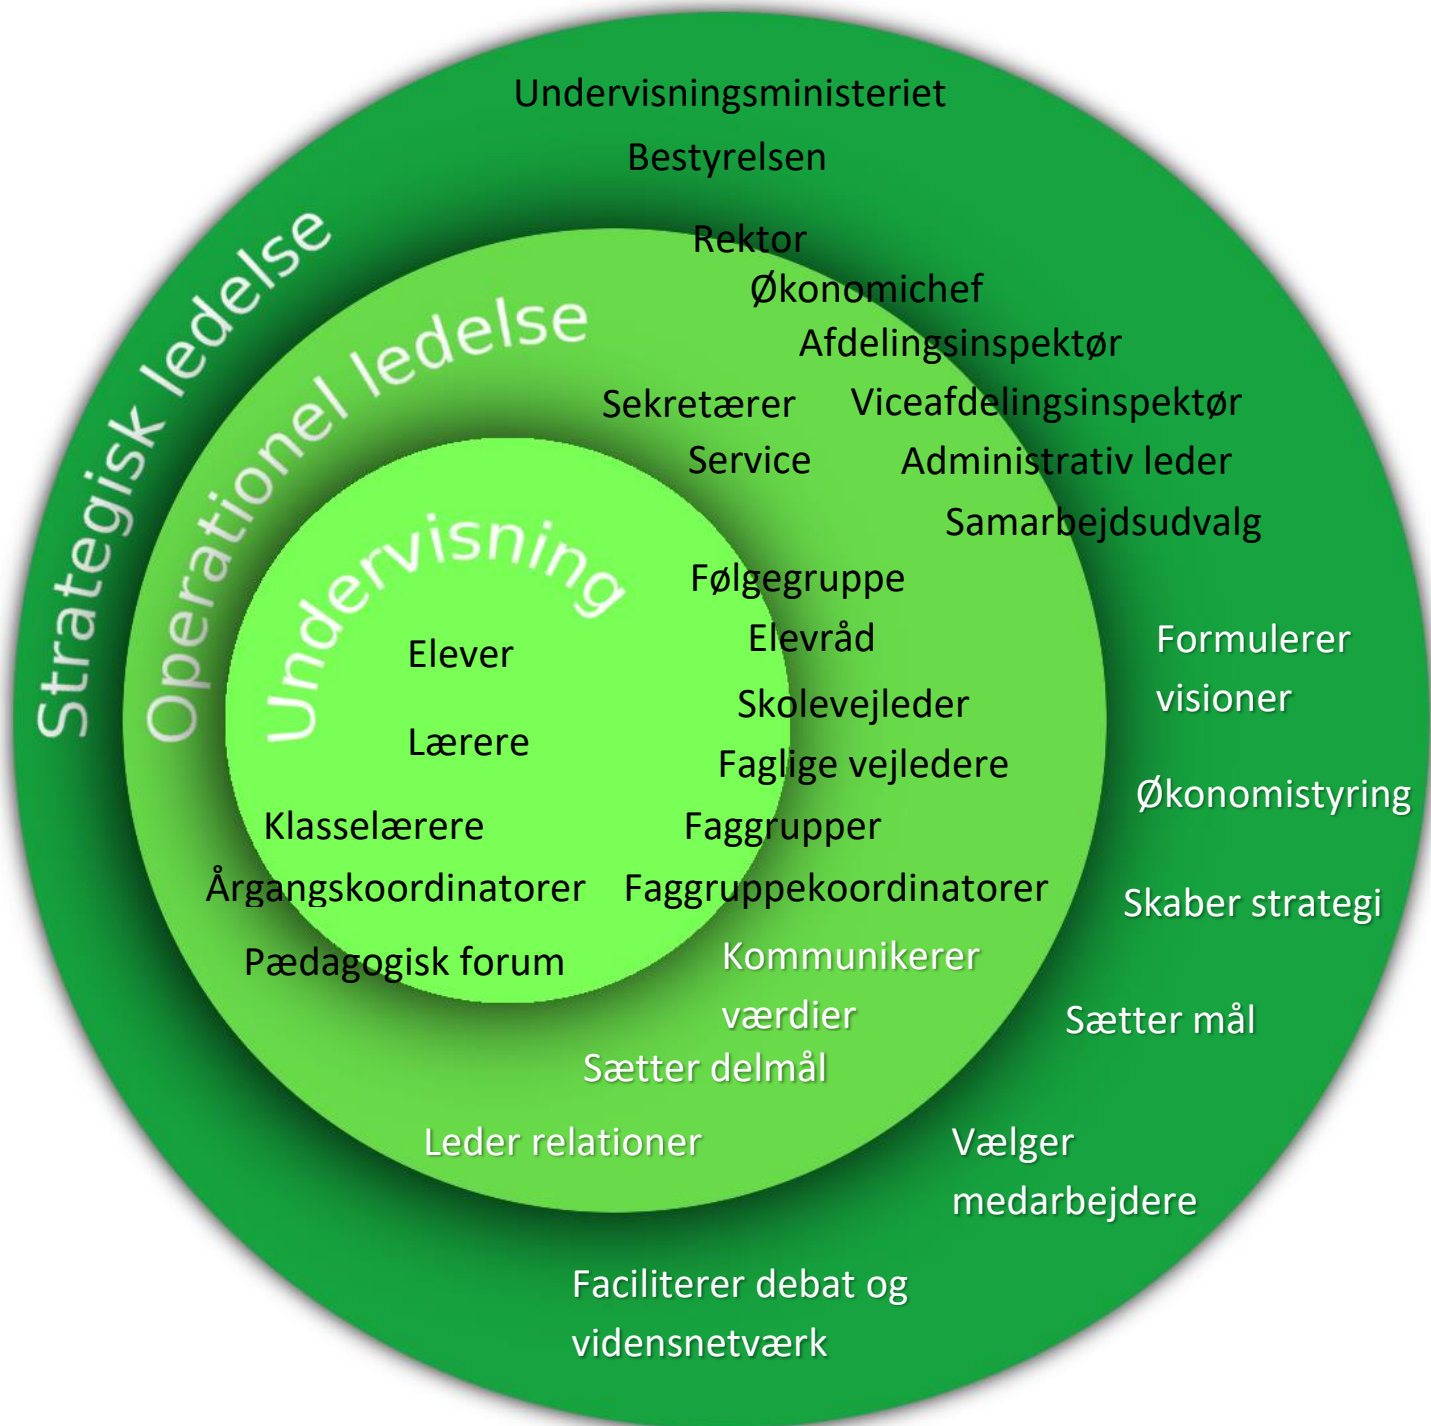 Undervisningsministeriet
Bestyrelsen
Strategisk ledelse
Rektor
Økonomichef
Operationel ledelse
Afdelingsinspektør
Sekretærer
Viceafdelingsinspektør
Service
Administrativ leder
Samarbejdsudvalg
Undervisning
Følgegruppe
Elevråd
Formulerer
visioner
Elever
Skolevejleder
Lærere
Faglige vejledere
Økonomistyring
Klasselærere
Faggrupper
Årgangskoordinatorer
Faggruppekoordinatorer
Skaber strategi
Pædagogisk forum
Kommunikerer
værdier
Sætter mål
Sætter delmål
Leder relationer
Vælger
medarbejdere
Faciliterer debat og
vidensnetværk